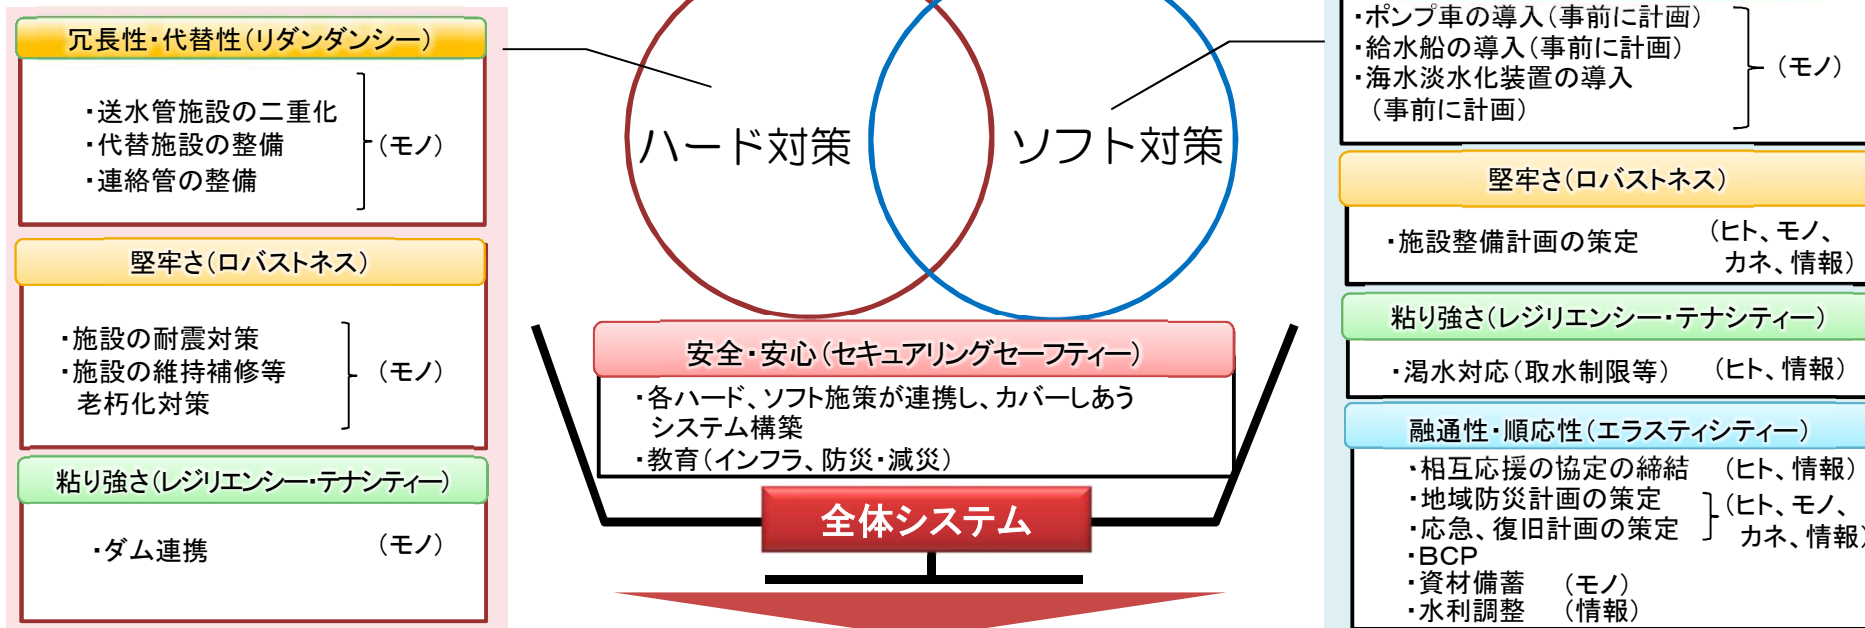 冗長性・代替性(リダンダンシー)
・送水管施設の二重化
・代替施設の整備
・連絡管の整備
(モノ)
堅牢さ(ロバストネス)
・施設の耐震対策
・施設の維持補修等
老朽化対策
(モノ)
粘り強さ(レジリエンシー・テナシティー)
・ダム連携
(モノ)
ハード対策
ソフト対策
安全・安心(セキュアリングセーフティー)
・各ハード、ソフト施策が連携し、カバーしあう
システム構築
・教育(インフラ、防災・減災)
全体システム
・ポンプ車の導入(事前に計画)
・給水船の導入(事前に計画)
・海水淡水化装置の導入
(事前に計画)
(モノ)
堅牢さ(ロバストネス)
・施設整備計画の策定
(ヒト、モノ、
カネ、情報)
粘り強さ(レジリエンシー・テナシティー)
・渇水対応(取水制限等)
(ヒト、情報)
融通性・順応性(エラスティシティー)
・相互応援の協定の締結 (ヒト、情報)
・地域防災計画の策定
・応急、復旧計画の策定
(ヒト、モノ、
カネ、情報)
・BCP
・資材備蓄 (モノ)
・水利調整 (情報)